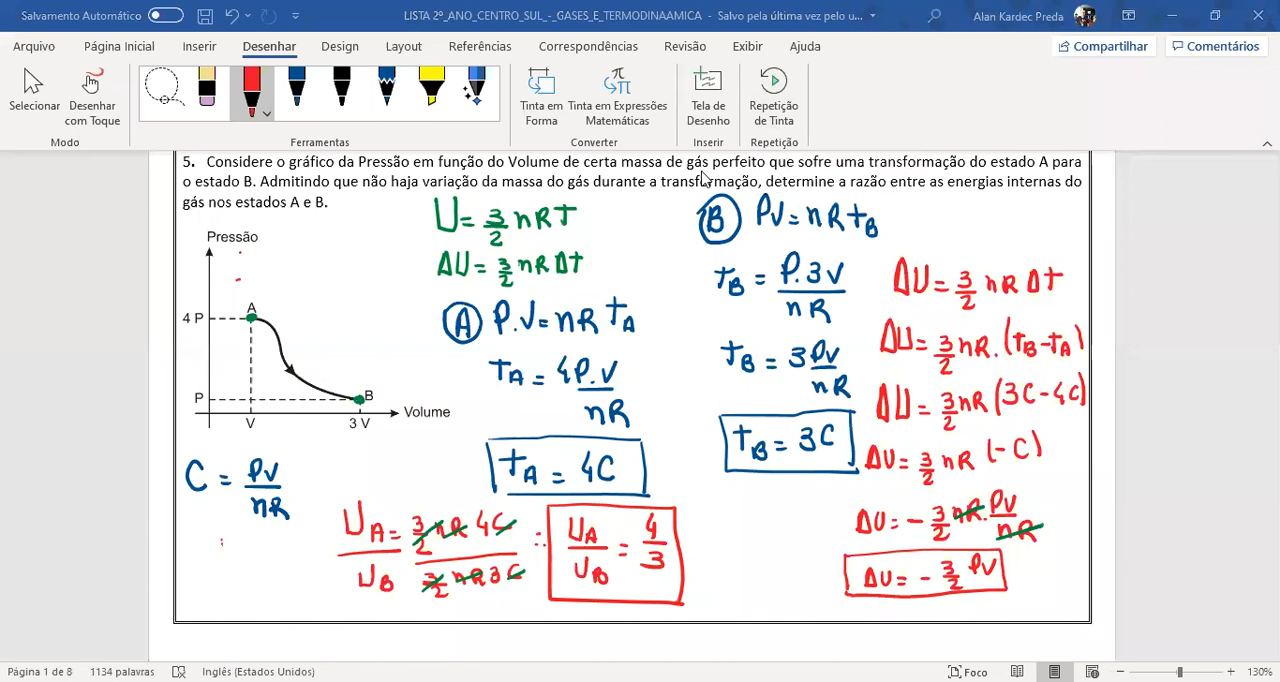 Salvamento Automático
LISTA 2º_ANO_CENTRO_SUL_-_GASES_E_TERMODINAAMICA - Salvo pela última vez pelo u...
Alan Kardec Preda
Arquivo Página Inicial Inserir Desenhar Design Layout Referências Correspondências Revisão Exibir Ajuda
Compartilhar Comentários
Selecionar
Desenhar com Toque
Tinta em Forma
Tinta em Expressões Matemáticas
Tela de Desenho
Repetição de Tinta
Modo Ferramentas Converter Inserir Repetição
5. Considere o gráfico da Pressão em função do Volume de certa massa de gás perfeito que sofre uma transformação do estado A para
o estado B. Admitindo que não haja variação da massa do gás durante a transformação, determine a razão entre as energias internas do
gás nos estados A e B.
Pressão
A
4 P
P
B
Volume
V
3 V
C = PV/nR
U = 3/2 nRT
ΔU = 3/2 nRΔt
A P.V = nR tA
tA = 4P.V/nR
tA = 4C
UA/UB = 3/2 nR 4C / 3/2 nR 3C ∴ UA/UB = 4/3
B PV = nRtB
tB = P.3V/nR
tB = 3PV/nR
tB = 3C
ΔU = 3/2 nR Δt
ΔU = 3/2 nR.(tB-tA)
ΔU = 3/2 nR (3C-4C)
ΔU = 3/2 nR (-C)
ΔU = - 3/2 nR. PV/nR
ΔU = - 3/2 PV
Página 1 de 8 1134 palavras Inglês (Estados Unidos) Foco 130%